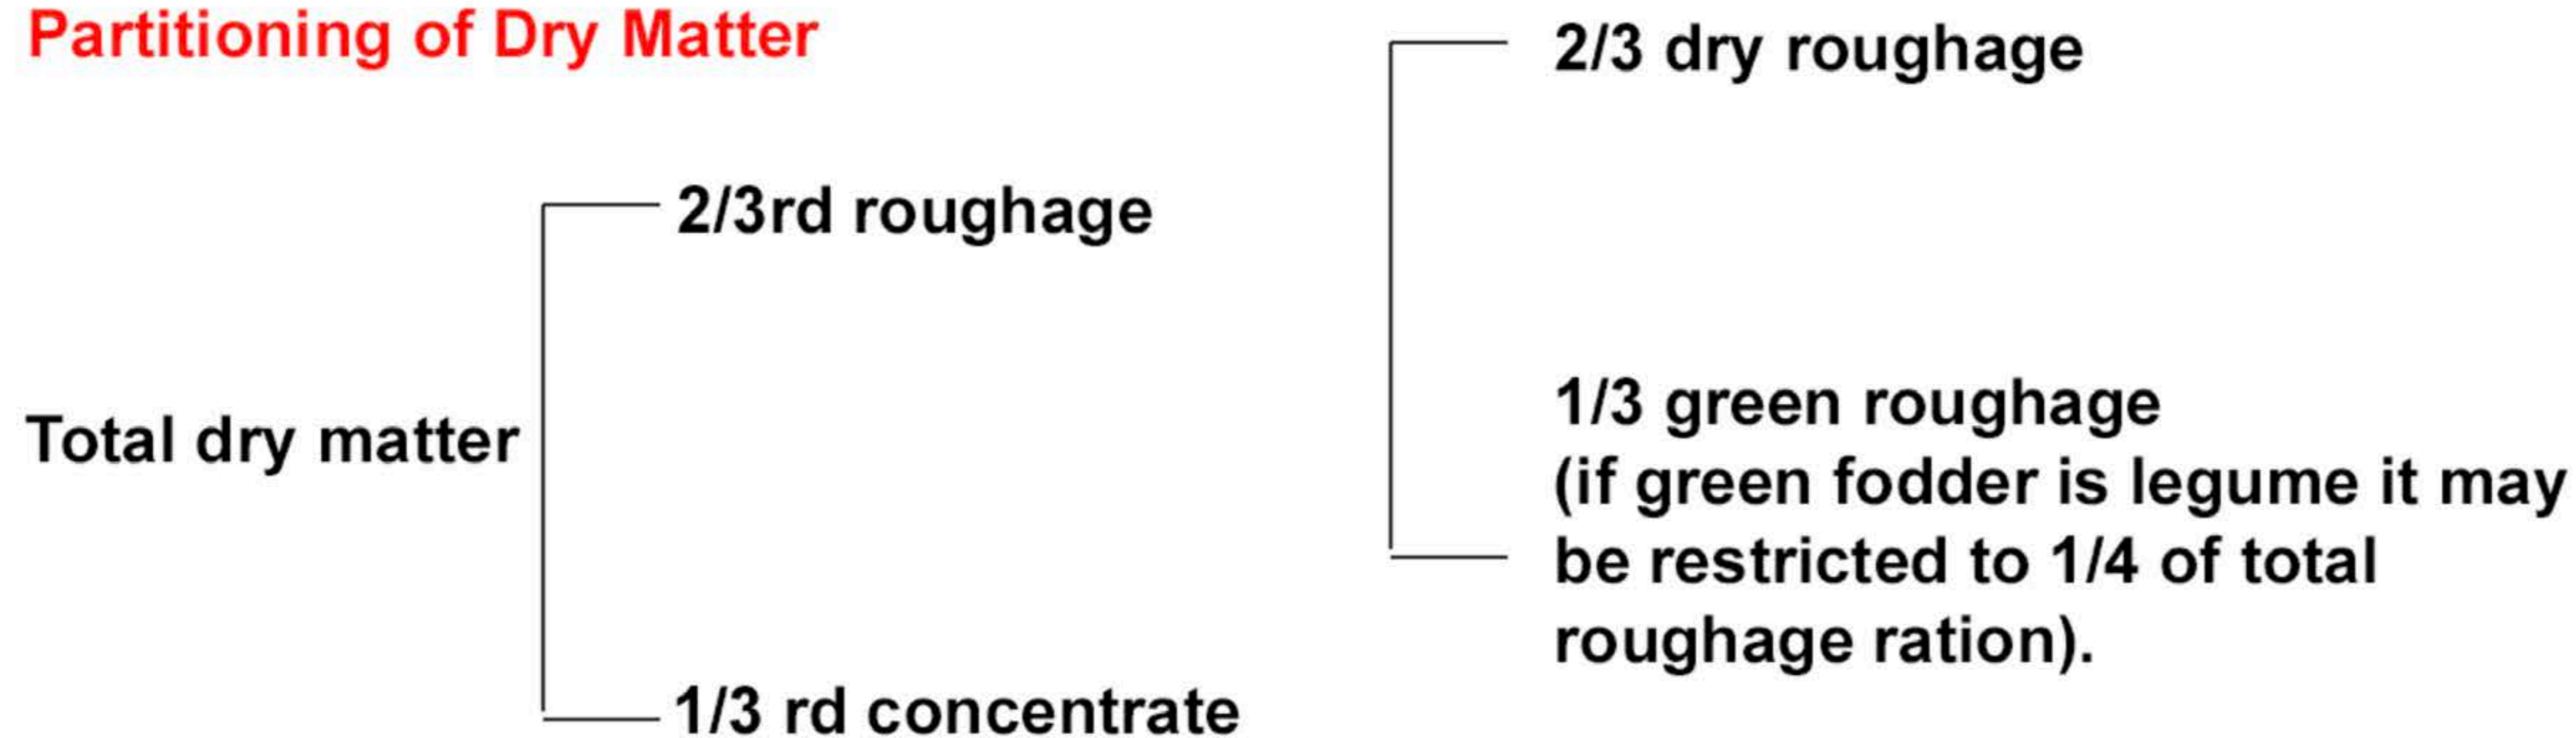 Partitioning of Dry Matter
2/3 dry roughage
2/3rd roughage
Total dry matter
1/3 green roughage
(if green fodder is legume it may
be restricted to 1/4 of total
roughage ration).
1/3 rd concentrate